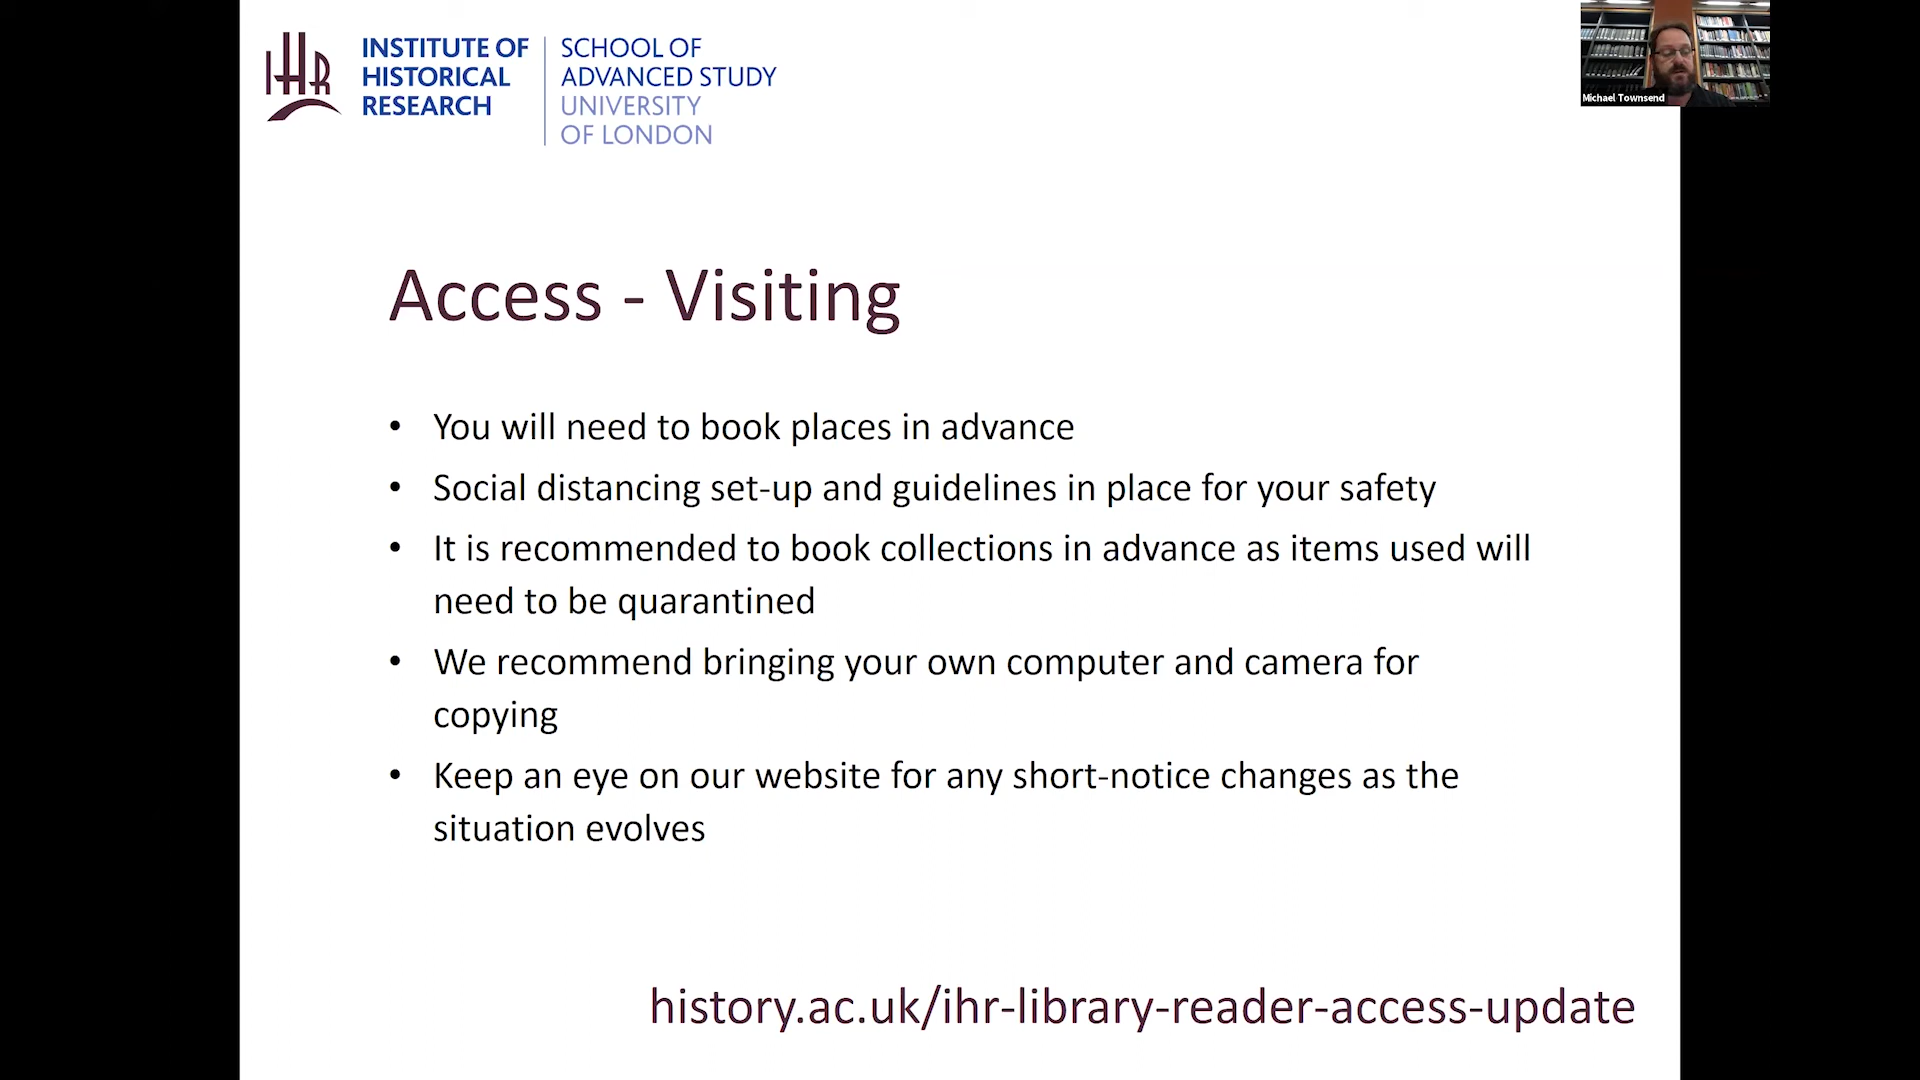 IHR
INSTITUTE OF
HISTORICAL
RESEARCH
SCHOOL OF
ADVANCED STUDY
UNIVERSITY
OF LONDON
Michael Townsend
Access - Visiting
• You will need to book places in advance
• Social distancing set-up and guidelines in place for your safety
• It is recommended to book collections in advance as items used will
need to be quarantined
• We recommend bringing your own computer and camera for
copying
• Keep an eye on our website for any short-notice changes as the
situation evolves
history.ac.uk/ihr-library-reader-access-update